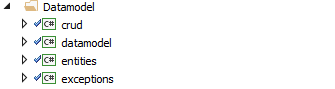 Datamodel
C# crud
C# datamodel
C# entities
C# exceptions